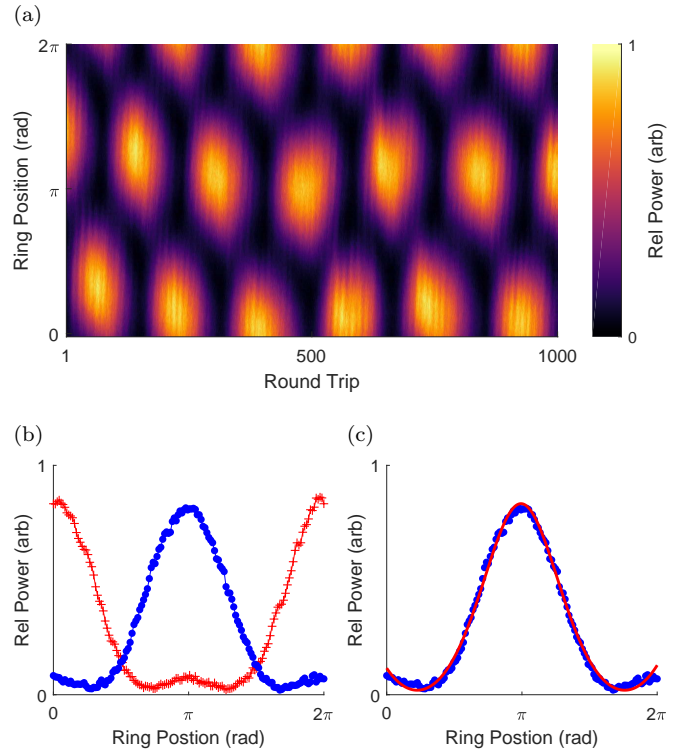 (a)
2π
π
0
Ring Position (rad)
1
500
1000
Round Trip
1
0
Rel Power (arb)
(b)
1
0
Rel Power (arb)
0
π
2π
Ring Postion (rad)
(c)
1
0
Rel Power (arb)
0
π
2π
Ring Postion (rad)